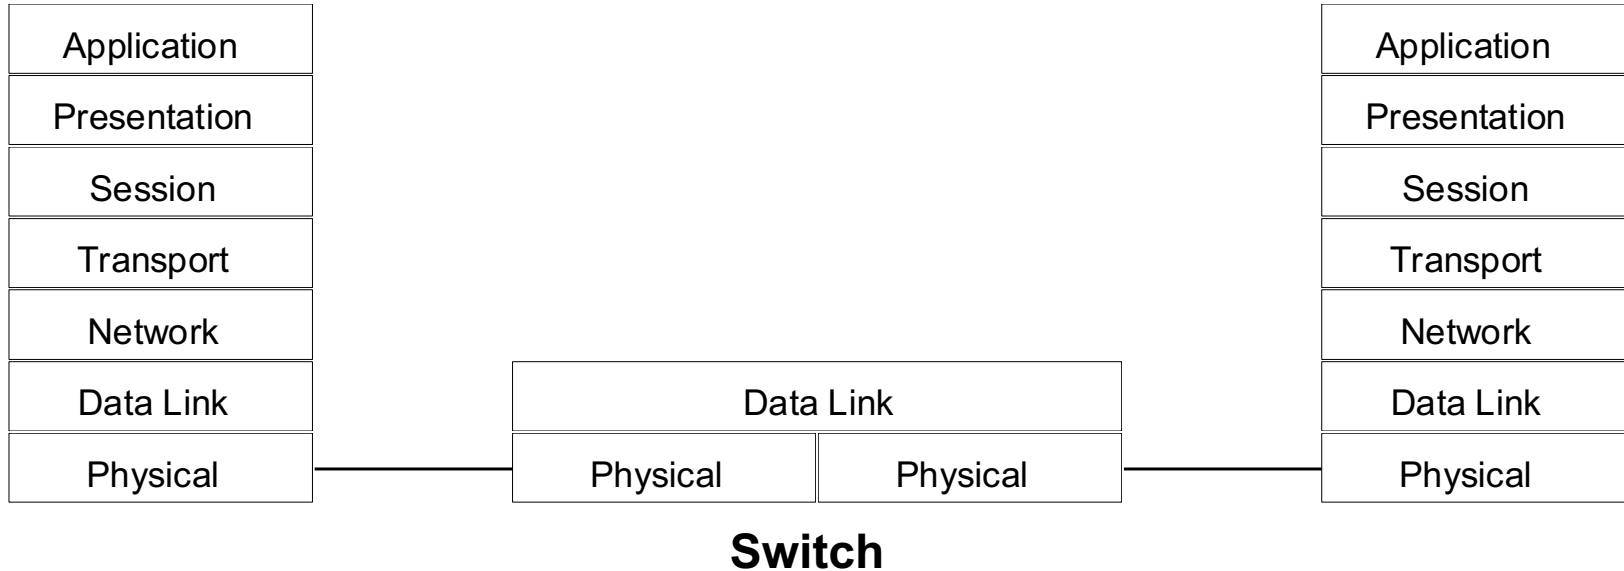 Application
Presentation
Session
Transport
Network
Data Link
Physical
Data Link
Physical Physical
Switch
Application
Presentation
Session
Transport
Network
Data Link
Physical